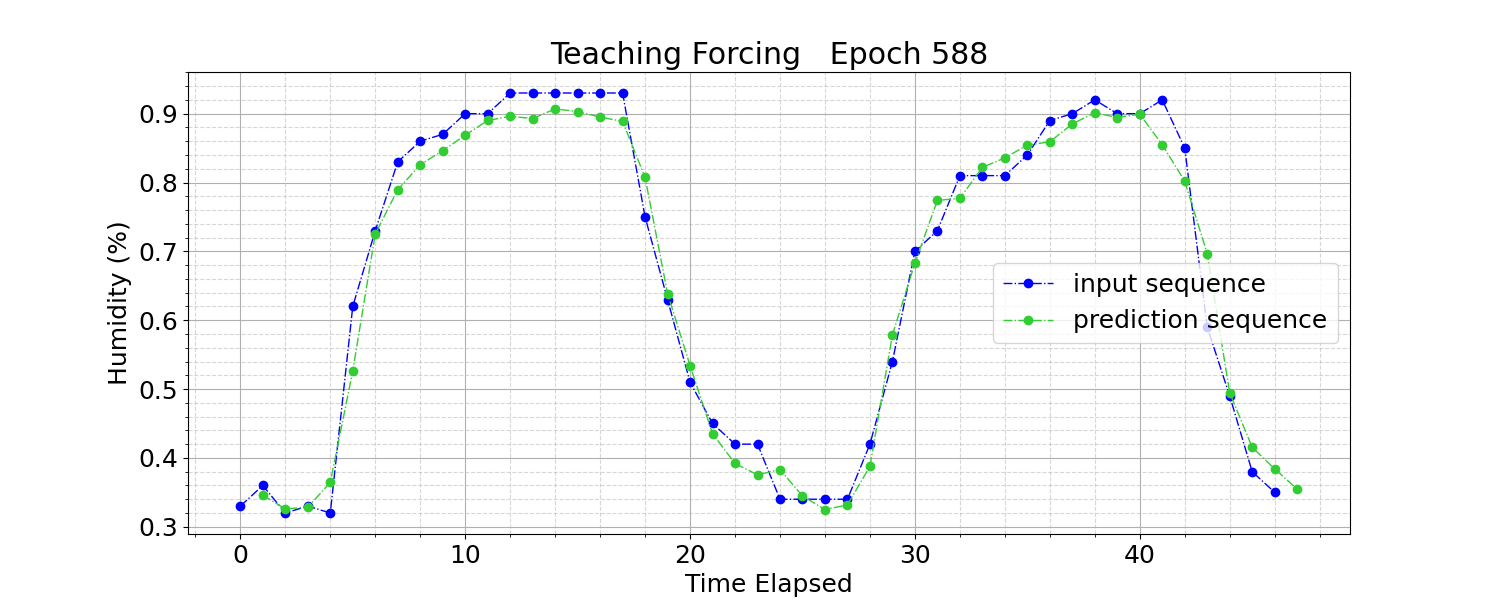 Teaching Forcing   Epoch 588
Humidity (%)
0.9
0.8
0.7
0.6
0.5
0.4
0.3
input sequence
prediction sequence
0 10 20 30 40
Time Elapsed